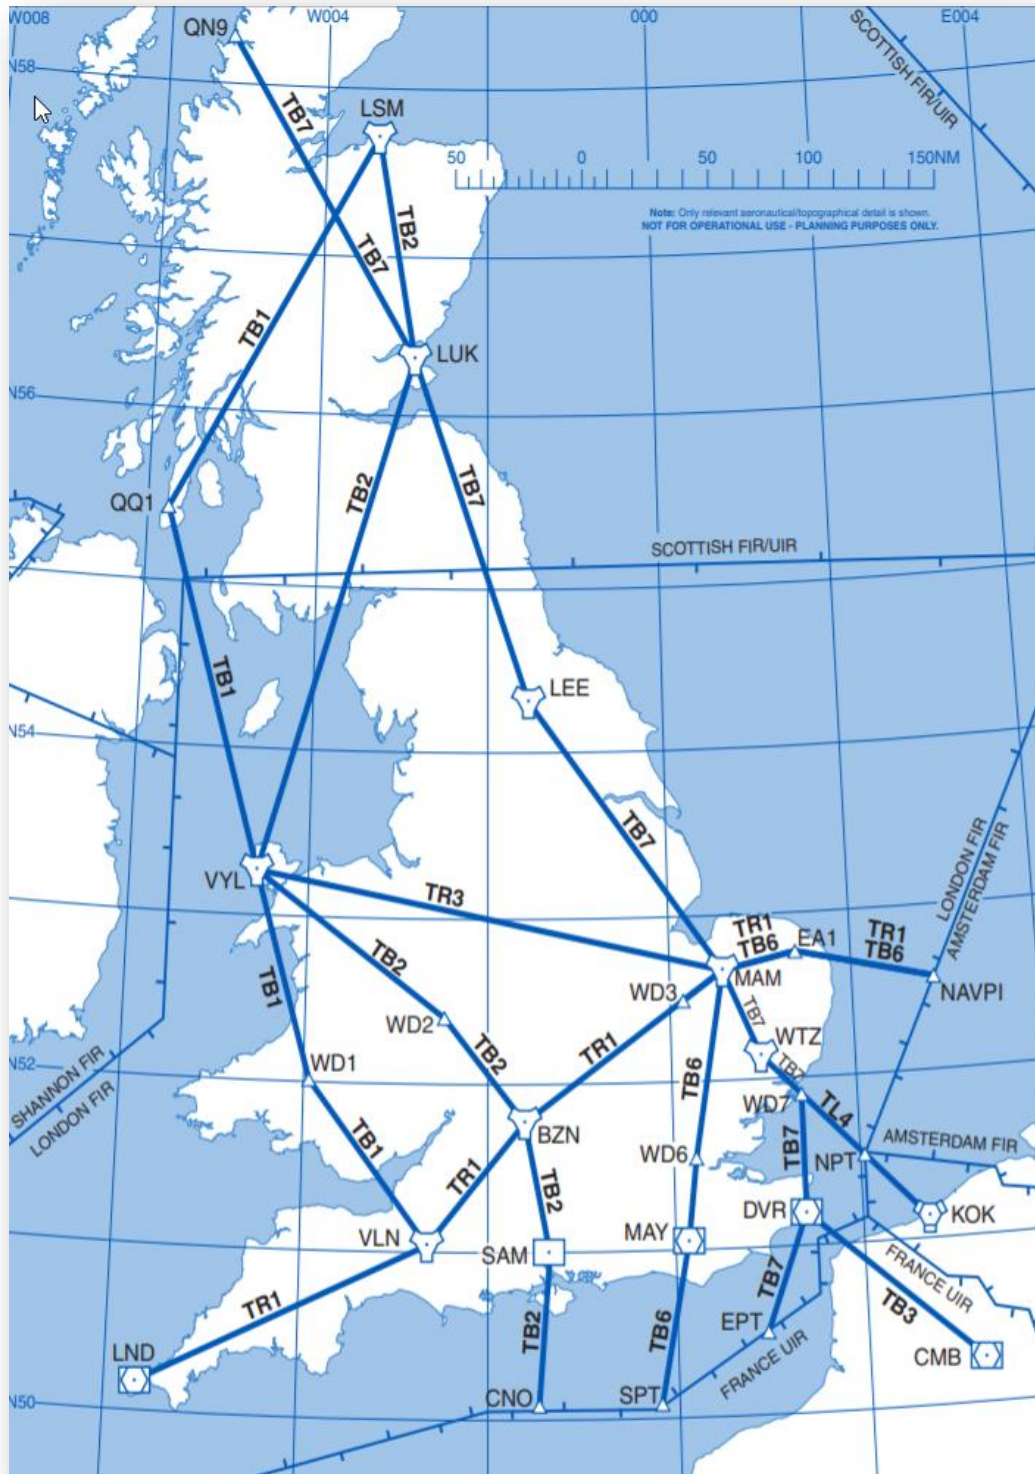 W008
W004
000
E004
QN9
N58
SCOTTISH FIR/UIR
TB7
LSM
50
0
50
100
150NM
Note: Only relevant aeronautical/topographical detail is shown.
NOT FOR OPERATIONAL USE - PLANNING PURPOSES ONLY.
TB2
TB7
TB1
LUK
N56
TB2
TB7
QQ1
SCOTTISH FIR/UIR
TB1
LEE
N54
TB7
LONDON FIR
AMSTERDAM FIR
VYL
TR3
TR1
TB6
EA1
TR1
TB6
TB2
TB1
MAM
NAVPI
WD3
WD2
TB7
WTZ
N52
SHANNON FIR
LONDON FIR
WD1
TB2
TR1
TB6
TB7
WD7
TL4
BZN
TB1
TB7
AMSTERDAM FIR
WD6
NPT
TR1
TB2
DVR
KOK
VLN
SAM
MAY
FRANCE UIR
TB7
TR1
TB2
TB6
EPT
TB3
LND
FRANCE UIR
CMB
N50
CNO
SPT